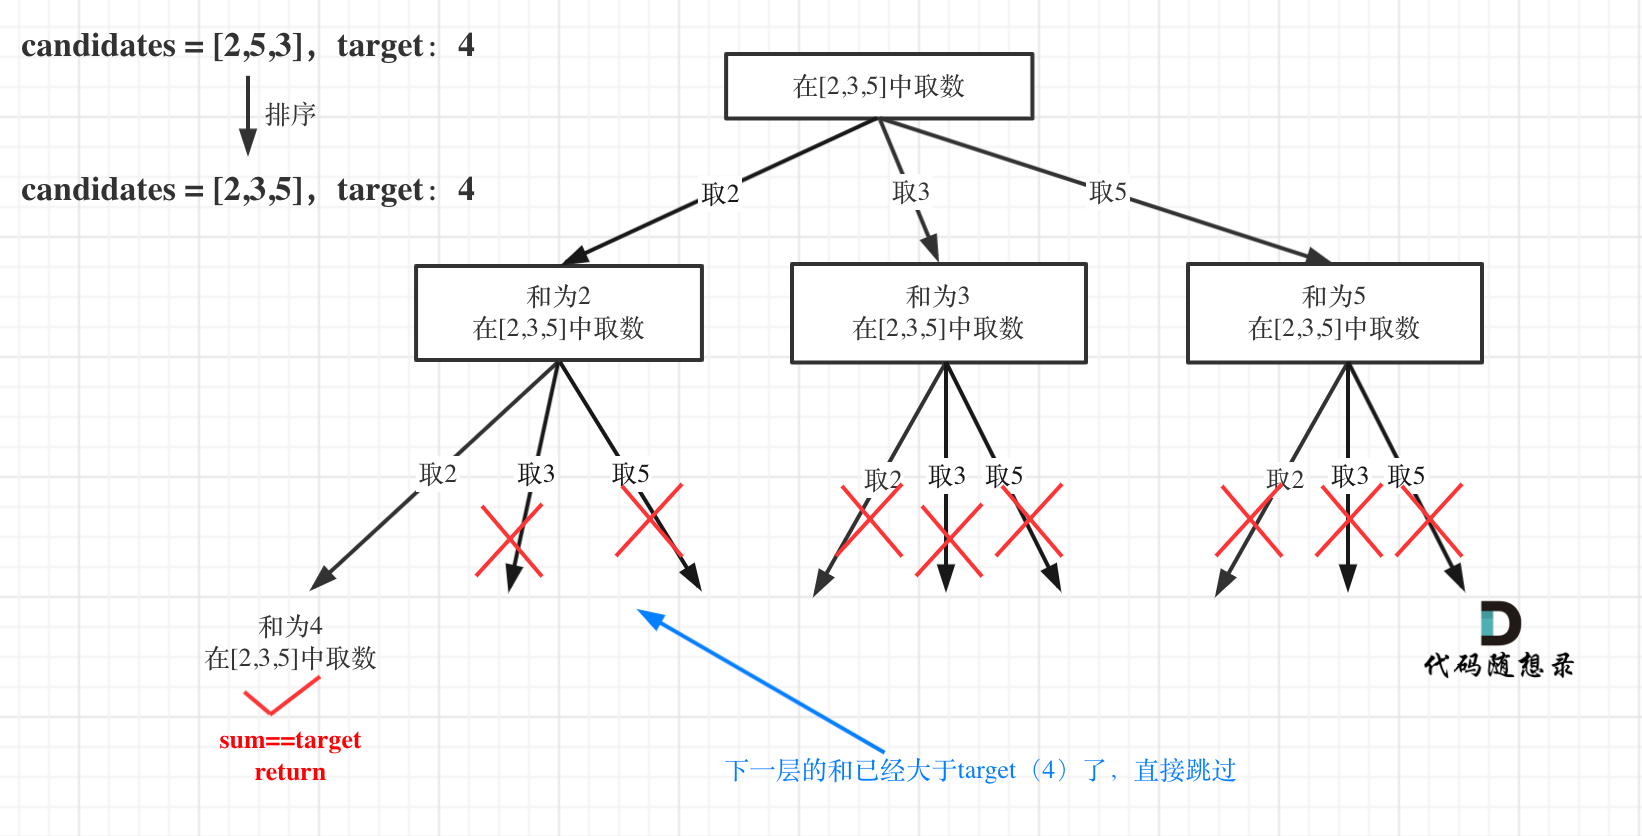 candidates = [2,5,3]，target：4
排序
candidates = [2,3,5]，target：4
在[2,3,5]中取数
取2
取3
取5
和为2
在[2,3,5]中取数
和为3
在[2,3,5]中取数
和为5
在[2,3,5]中取数
取2
取3
取5
取2
取3
取5
取2
取3
取5
和为4
在[2,3,5]中取数
sum==target
return
下一层的和已经大于target（4）了，直接跳过
代码随想录